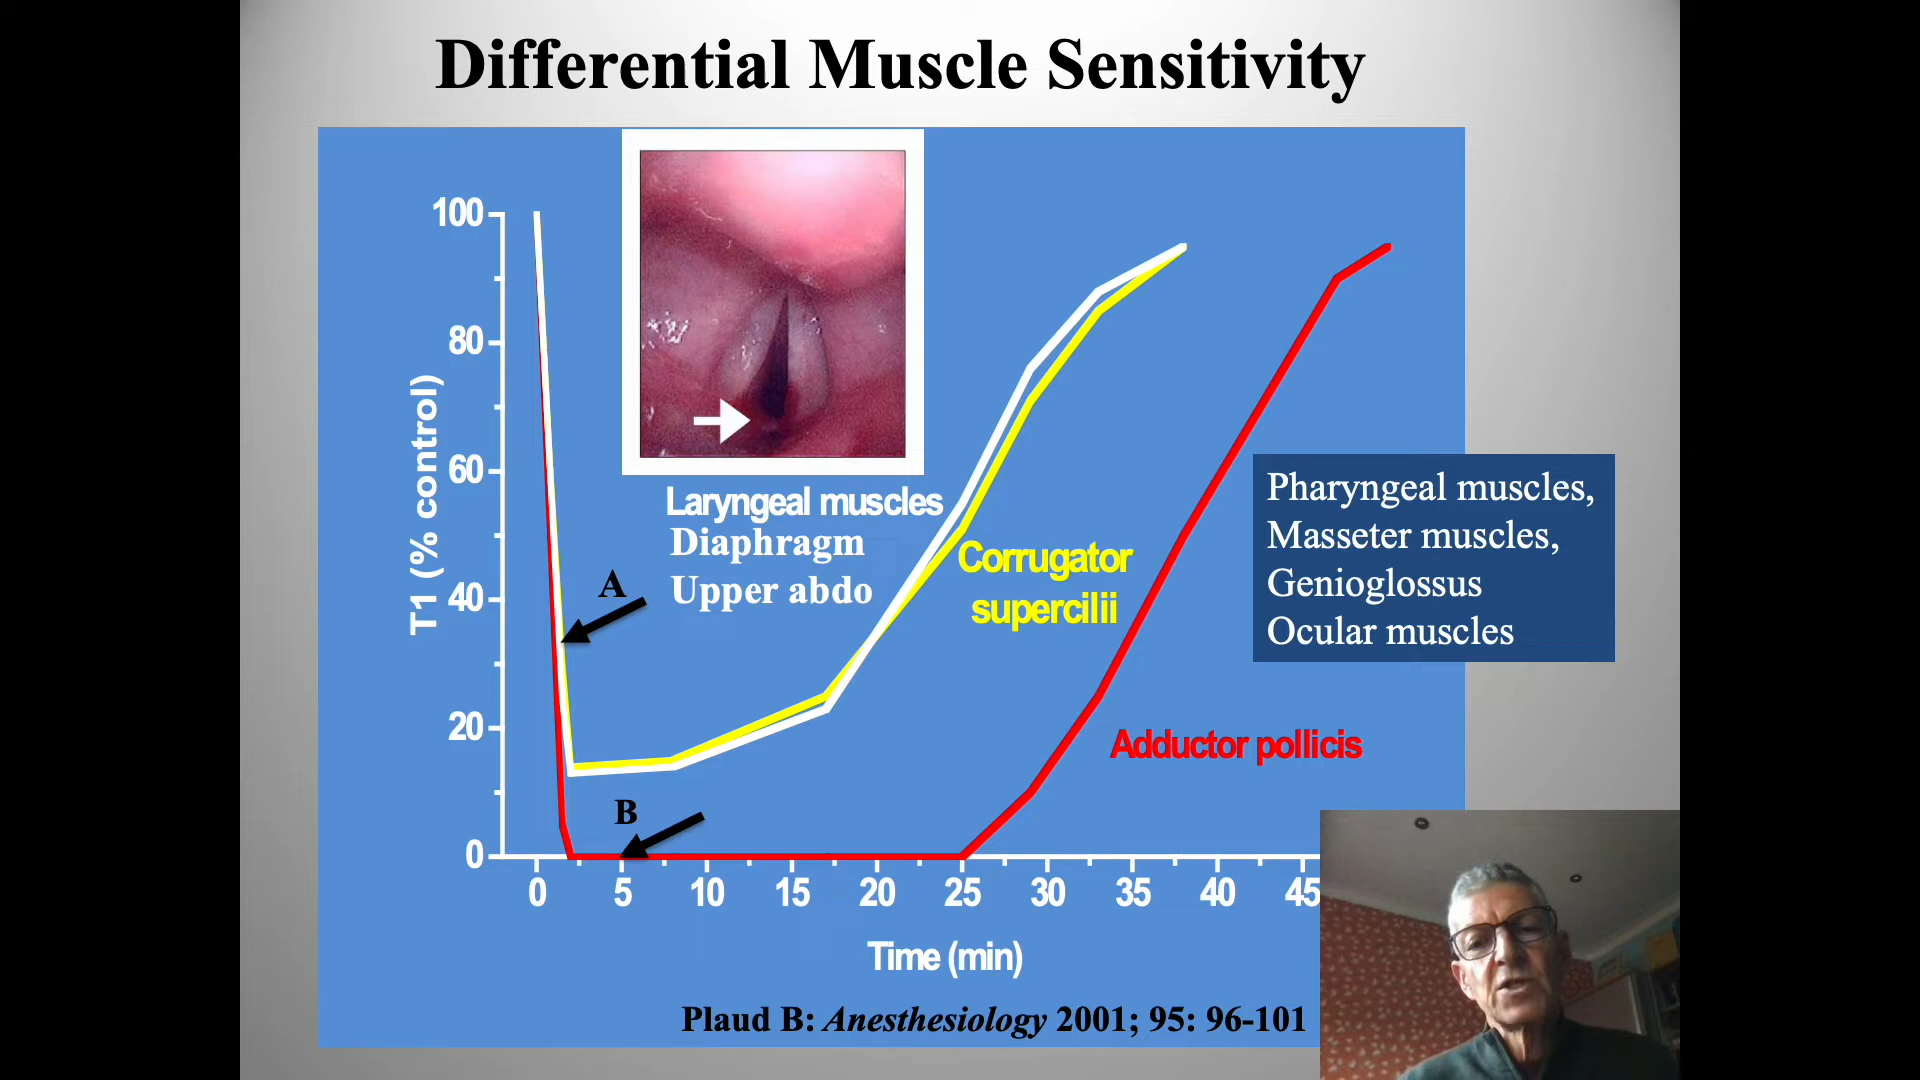 Differential Muscle Sensitivity
100
80
60
40
20
0
T1 (% control)
Laryngeal muscles
Diaphragm
Upper abdo
A
B
Corrugator
supercilii
Adductor pollicis
Pharyngeal muscles,
Masseter muscles,
Genioglossus
Ocular muscles
0 5 10 15 20 25 30 35 40 45
Time (min)
Plaud B: Anesthesiology 2001; 95: 96-101